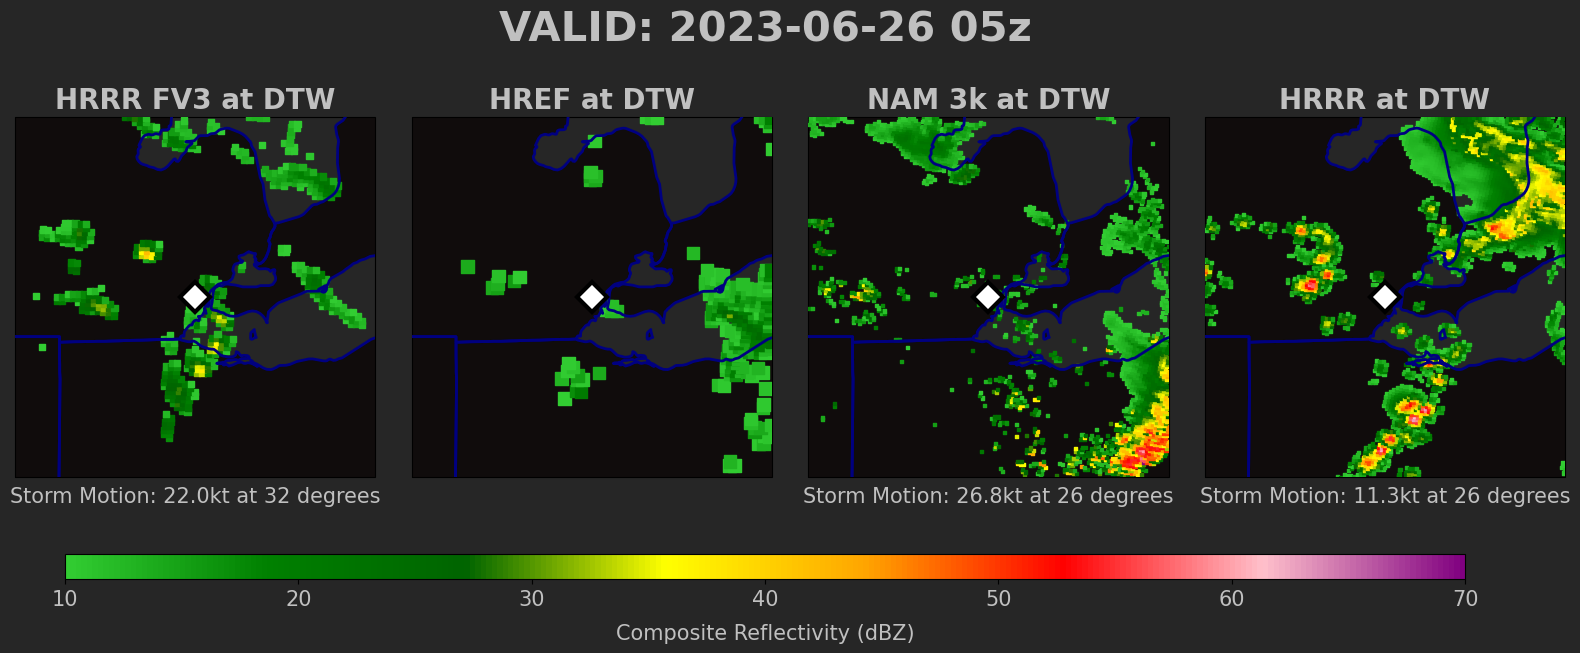 VALID: 2023-06-26 05z
HRRR FV3 at DTW
HREF at DTW
NAM 3k at DTW
HRRR at DTW
Storm Motion: 22.0kt at 32 degrees
Storm Motion: 26.8kt at 26 degrees
Storm Motion: 11.3kt at 26 degrees
10 20 30 40 50 60 70
Composite Reflectivity (dBZ)